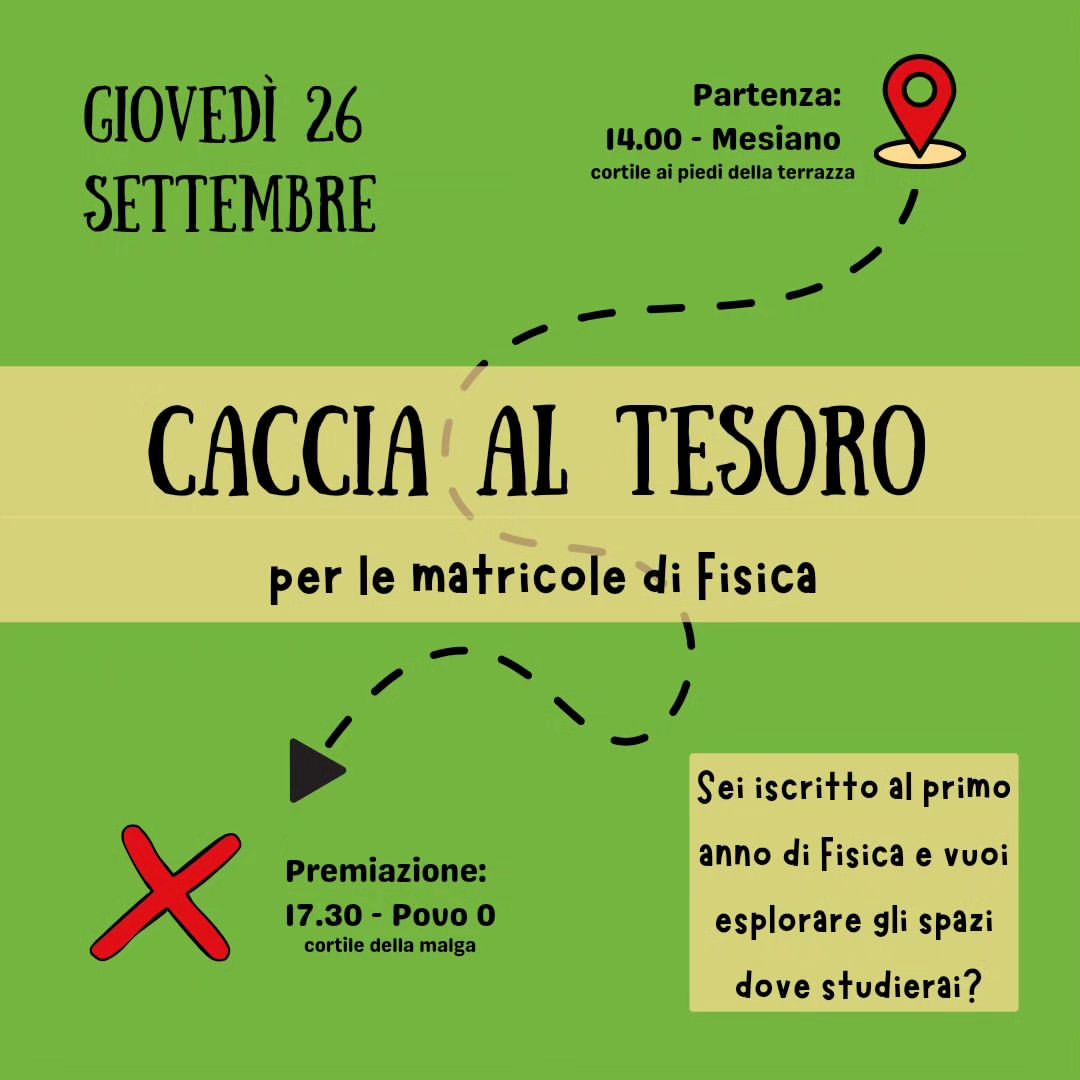 GIOVEDÌ 26
SETTEMBRE
Partenza:
14.00 - Mesiano
cortile ai piedi della terrazza
CACCIA AL TESORO
per le matricole di Fisica
Premiazione:
17.30 - Povo 0
cortile della malga
Sei iscritto al primo
anno di Fisica e vuoi
esplorare gli spazi
dove studierai?